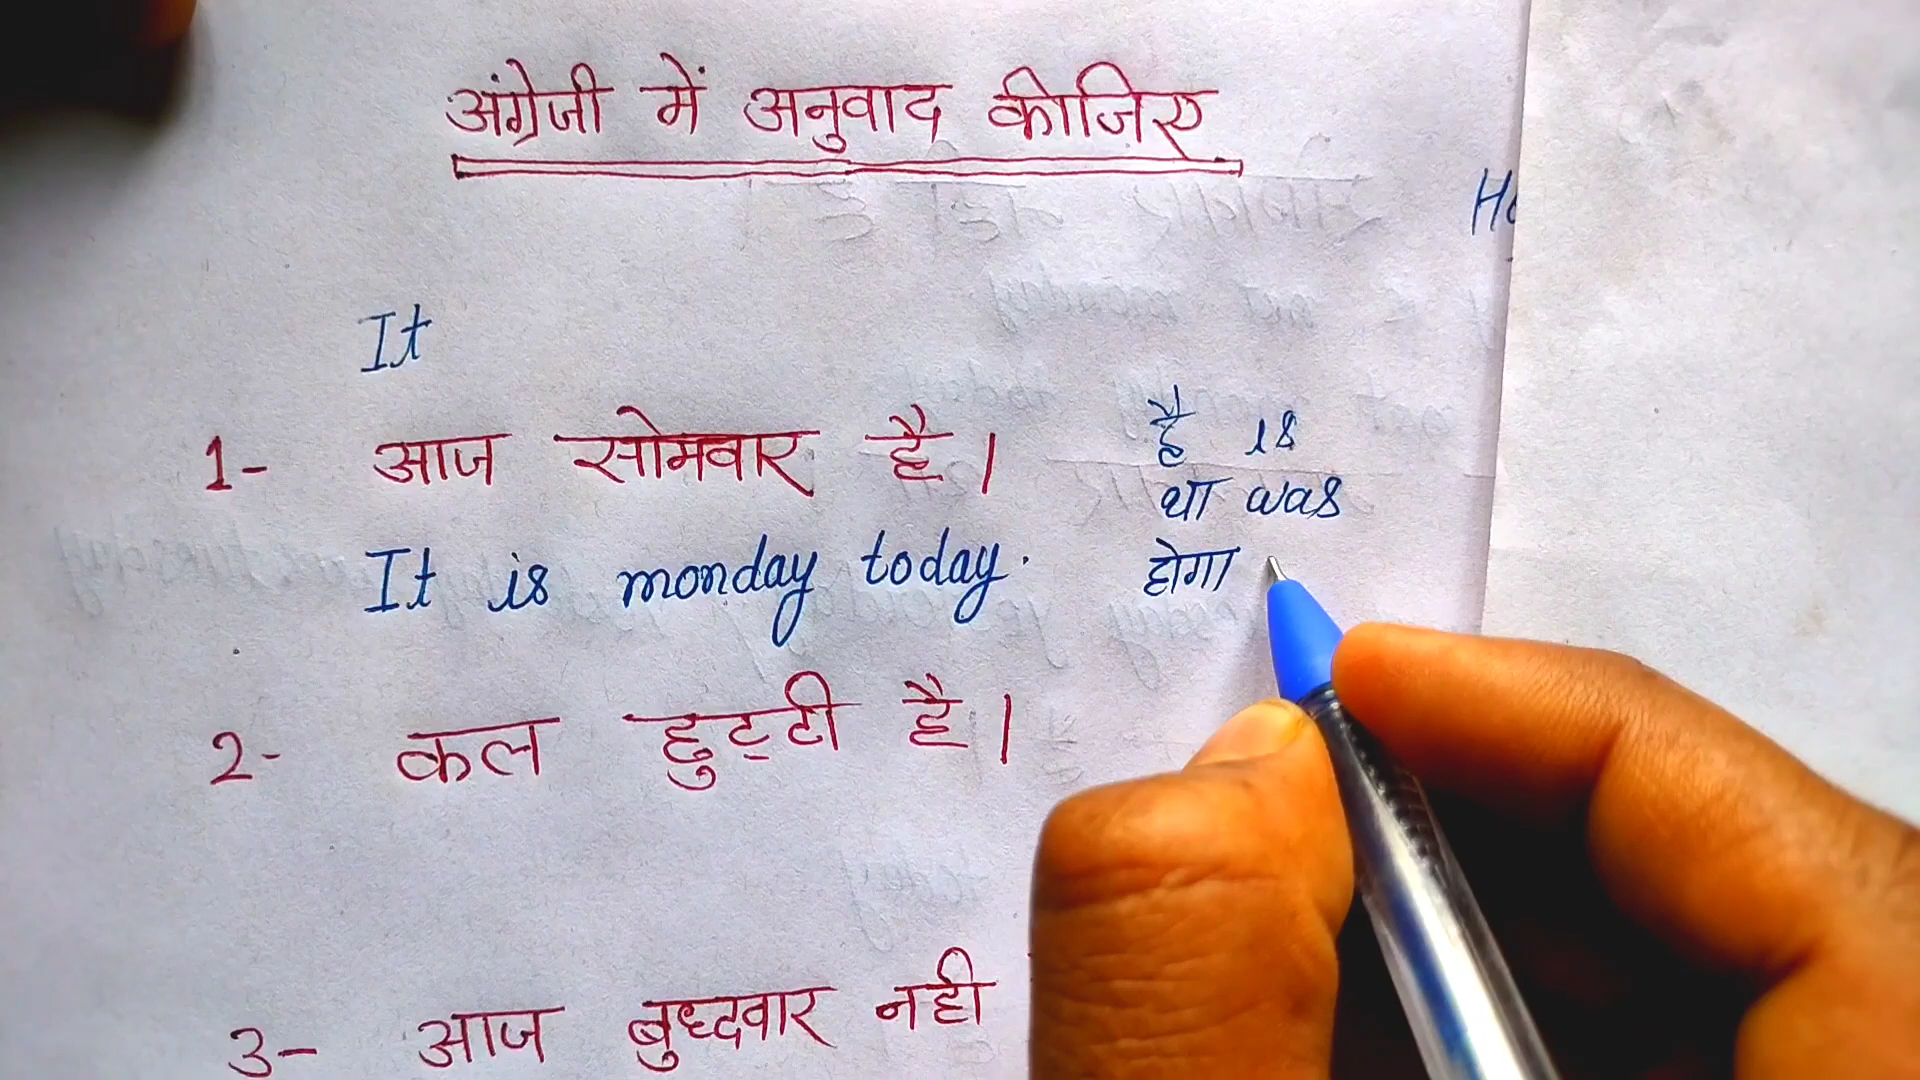 अंग्रेजी में अनुवाद कीजिए
It
1- आज सोमवार है।
है is
था was
It is monday today.
होगा
2- कल छुट्टी है।
3- आज बुध्दवार नही